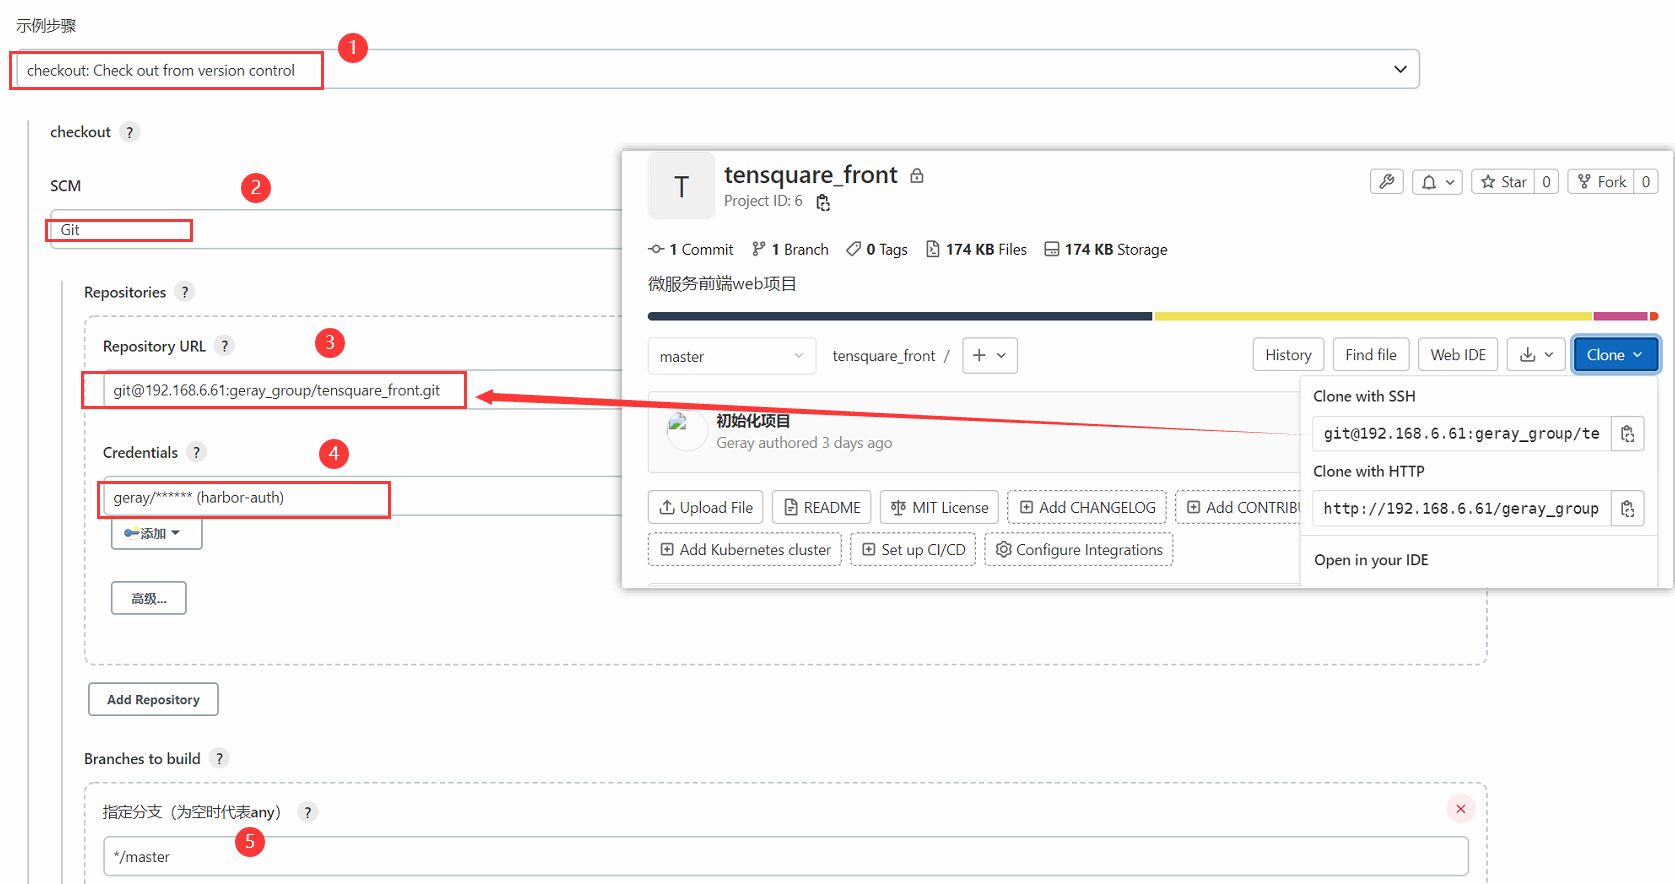 示例步骤
1
checkout: Check out from version control
checkout ?
SCM
2
Git
Repositories ?
Repository URL ?
3
git@192.168.6.61:geray_group/tensquare_front.git
Credentials ?
4
geray/****** (harbor-auth)
添加
高级...
Add Repository
Branches to build ?
指定分支（为空时代表any） ?
5
*/master
T
tensquare_front
Project ID: 6
Star 0
Fork 0
1 Commit 1 Branch 0 Tags 174 KB Files 174 KB Storage
微服务前端web项目
master
tensquare_front /
History Find file Web IDE Clone
初始化项目
Geray authored 3 days ago
Clone with SSH
git@192.168.6.61:geray_group/te
Clone with HTTP
http://192.168.6.61/geray_group
Open in your IDE
Upload File README MIT License Add CHANGELOG Add CONTRIBU
Add Kubernetes cluster Set up CI/CD Configure Integrations